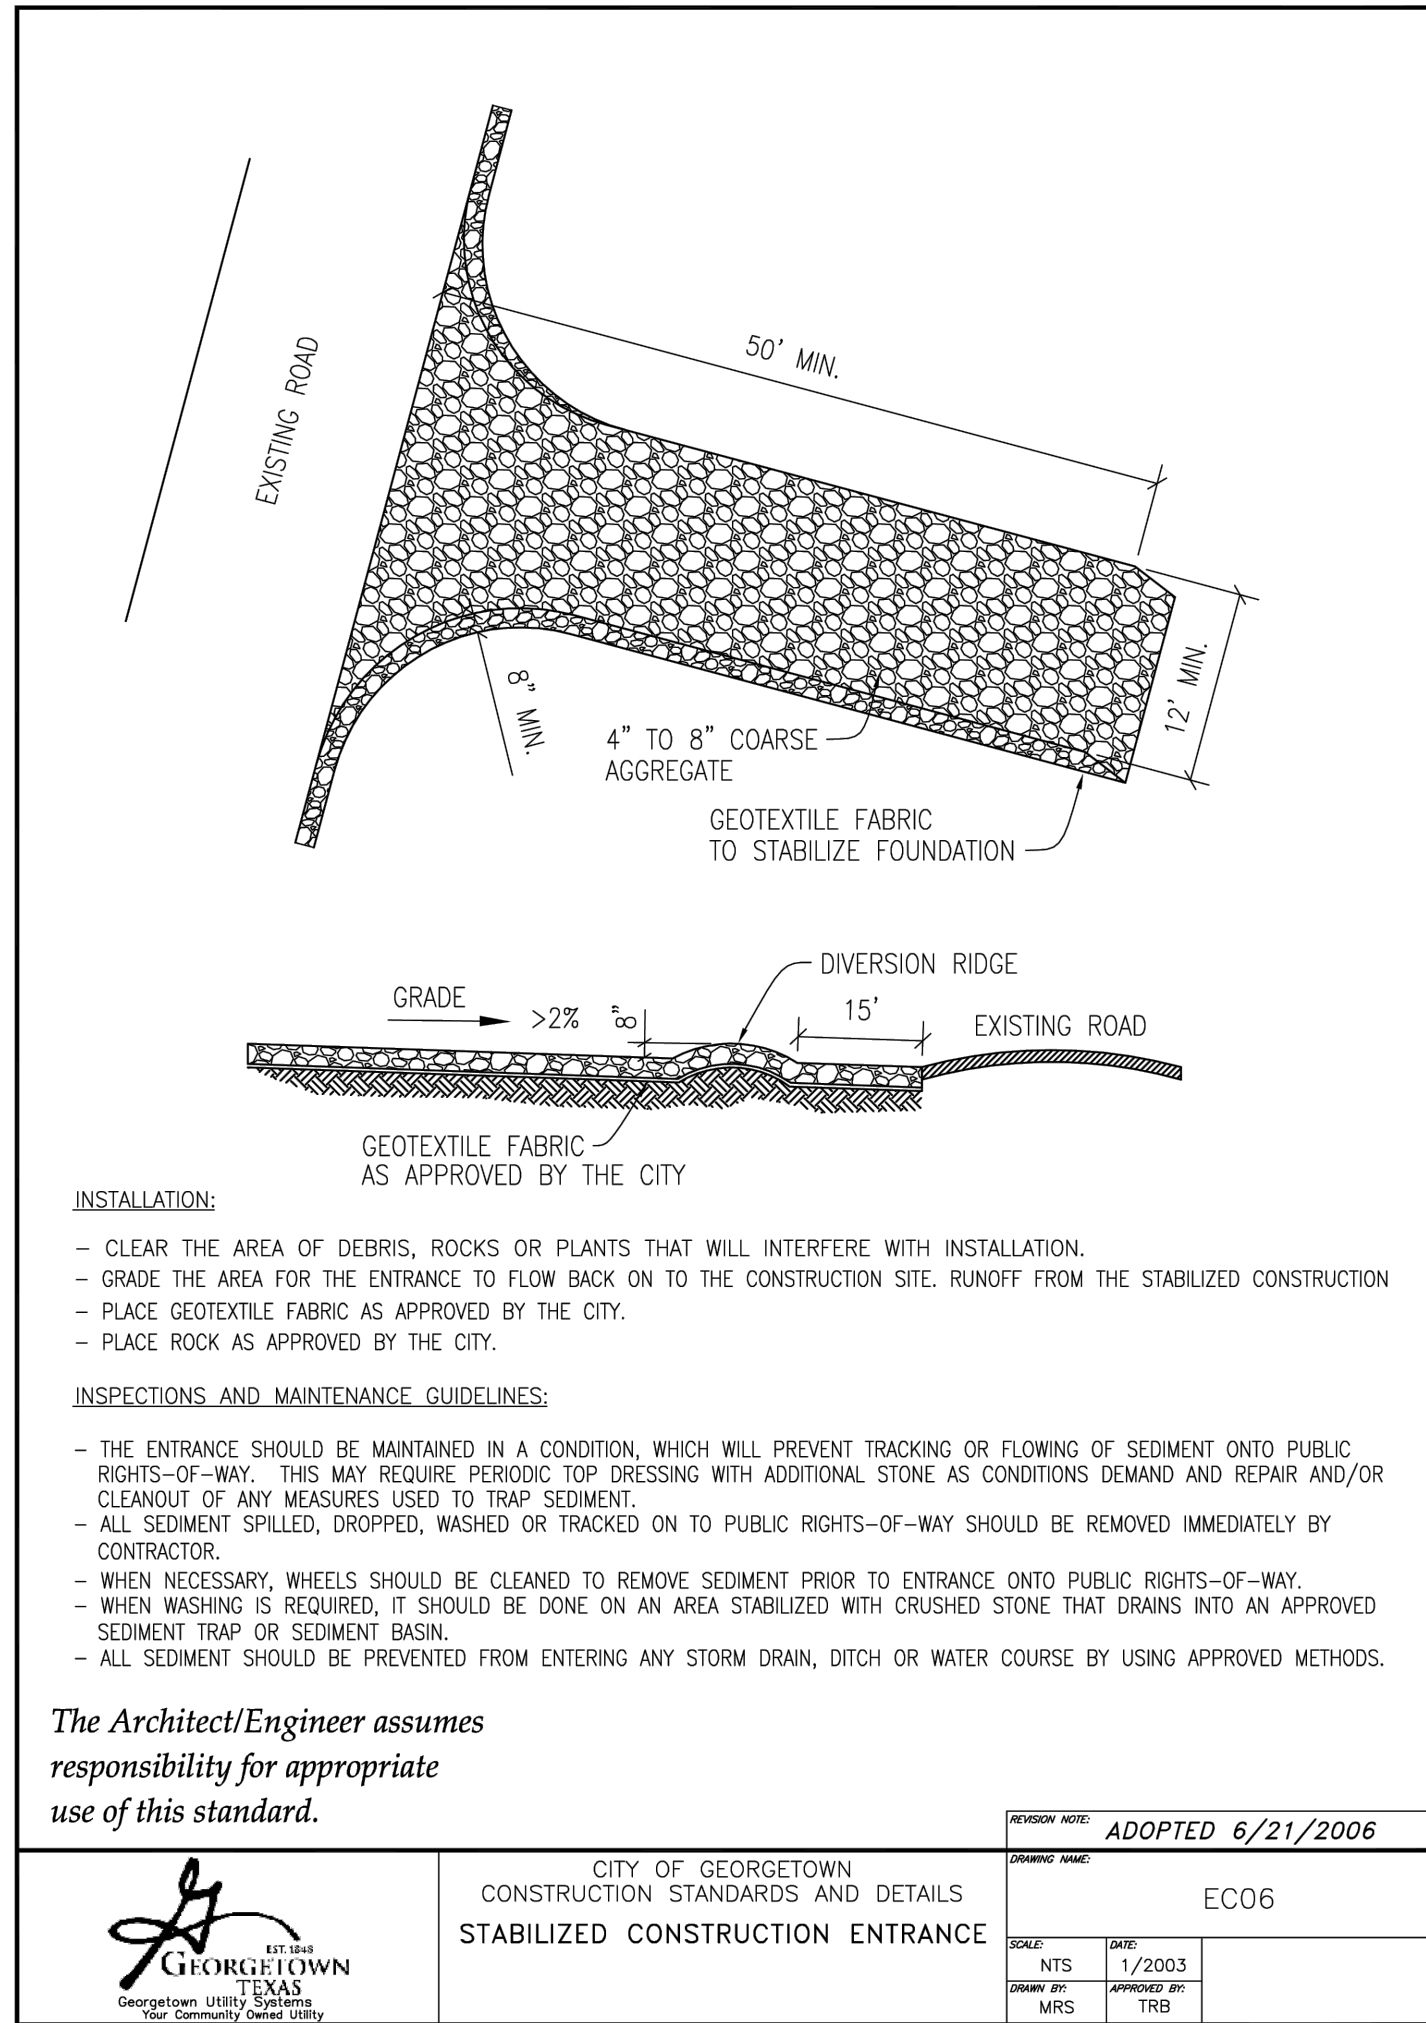 EXISTING ROAD
50' MIN.
8" MIN.
12' MIN.
4" TO 8" COARSE
AGGREGATE
GEOTEXTILE FABRIC
TO STABILIZE FOUNDATION
DIVERSION RIDGE
GRADE
>2%
8"
15'
EXISTING ROAD
GEOTEXTILE FABRIC
AS APPROVED BY THE CITY
INSTALLATION:
– CLEAR THE AREA OF DEBRIS, ROCKS OR PLANTS THAT WILL INTERFERE WITH INSTALLATION.
– GRADE THE AREA FOR THE ENTRANCE TO FLOW BACK ON TO THE CONSTRUCTION SITE. RUNOFF FROM THE STABILIZED CONSTRUCTION
– PLACE GEOTEXTILE FABRIC AS APPROVED BY THE CITY.
– PLACE ROCK AS APPROVED BY THE CITY.
INSPECTIONS AND MAINTENANCE GUIDELINES:
– THE ENTRANCE SHOULD BE MAINTAINED IN A CONDITION, WHICH WILL PREVENT TRACKING OR FLOWING OF SEDIMENT ONTO PUBLIC
RIGHTS–OF–WAY. THIS MAY REQUIRE PERIODIC TOP DRESSING WITH ADDITIONAL STONE AS CONDITIONS DEMAND AND REPAIR AND/OR
CLEANOUT OF ANY MEASURES USED TO TRAP SEDIMENT.
– ALL SEDIMENT SPILLED, DROPPED, WASHED OR TRACKED ON TO PUBLIC RIGHTS–OF–WAY SHOULD BE REMOVED IMMEDIATELY BY
CONTRACTOR.
– WHEN NECESSARY, WHEELS SHOULD BE CLEANED TO REMOVE SEDIMENT PRIOR TO ENTRANCE ONTO PUBLIC RIGHTS–OF–WAY.
– WHEN WASHING IS REQUIRED, IT SHOULD BE DONE ON AN AREA STABILIZED WITH CRUSHED STONE THAT DRAINS INTO AN APPROVED
SEDIMENT TRAP OR SEDIMENT BASIN.
– ALL SEDIMENT SHOULD BE PREVENTED FROM ENTERING ANY STORM DRAIN, DITCH OR WATER COURSE BY USING APPROVED METHODS.
The Architect/Engineer assumes
responsibility for appropriate
use of this standard.
REVISION NOTE:
ADOPTED 6/21/2006
EST. 1848
GEORGETOWN
TEXAS
Georgetown Utility Systems
Your Community Owned Utility
CITY OF GEORGETOWN
CONSTRUCTION STANDARDS AND DETAILS
STABILIZED CONSTRUCTION ENTRANCE
DRAWING NAME:
EC06
SCALE:
NTS
DATE:
1/2003
DRAWN BY:
MRS
APPROVED BY:
TRB